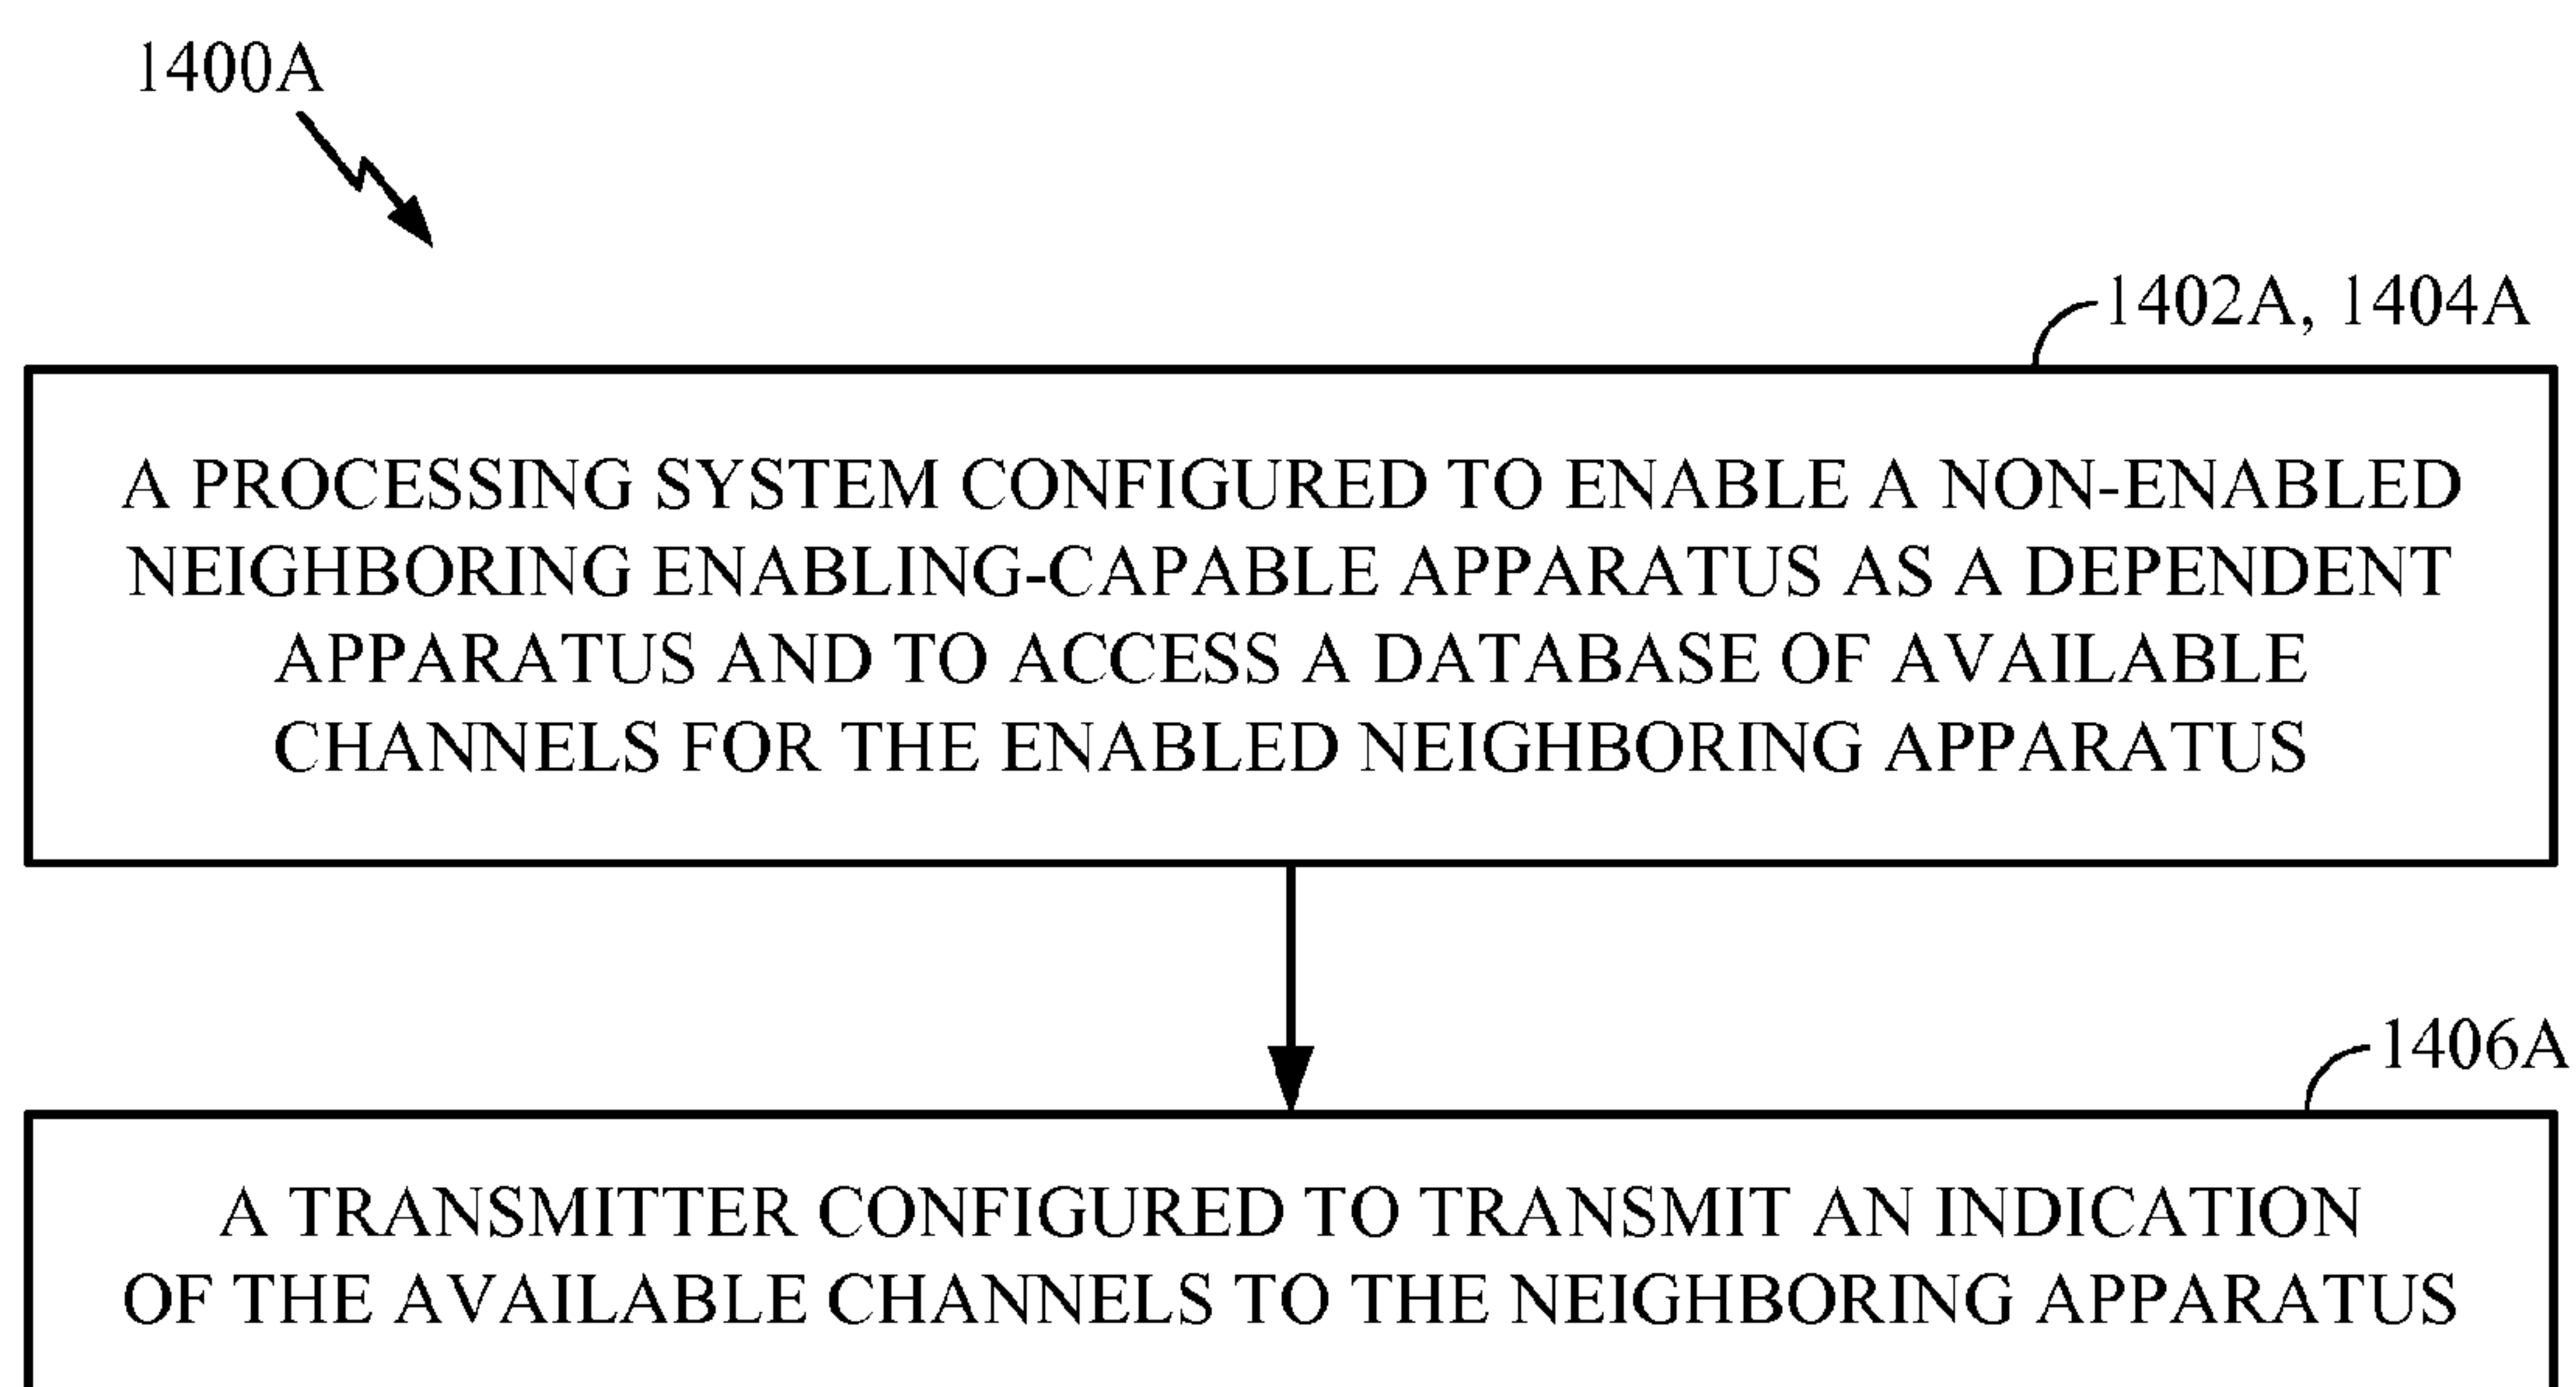 1400A
1402A, 1404A
A PROCESSING SYSTEM CONFIGURED TO ENABLE A NON-ENABLED
NEIGHBORING ENABLING-CAPABLE APPARATUS AS A DEPENDENT
APPARATUS AND TO ACCESS A DATABASE OF AVAILABLE
CHANNELS FOR THE ENABLED NEIGHBORING APPARATUS
1406A
A TRANSMITTER CONFIGURED TO TRANSMIT AN INDICATION
OF THE AVAILABLE CHANNELS TO THE NEIGHBORING APPARATUS